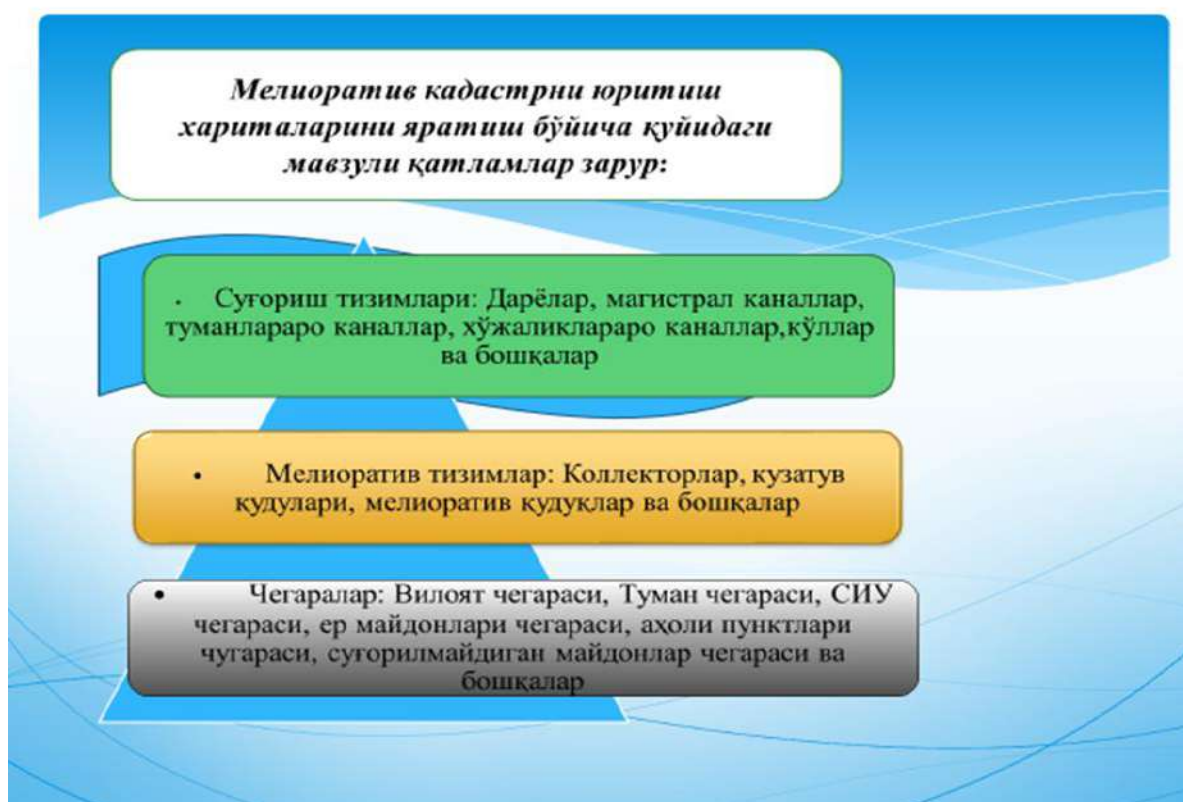 Мелиоратив кадастрни юритиш
хариталарини яратиш бўйича қуйидаги
мавзули қатламлар зарур:
• Суғориш тизимлари: Дарёлар, магистрал каналлар,
туманлараро каналлар, хўжаликлараро каналлар,кўллар
ва бошқалар
• Мелиоратив тизимлар: Коллекторлар, кузатув
қудулари, мелиоратив қудуқлар ва бошқалар
• Чегаралар: Вилоят чегараси, Туман чегараси, СИУ
чегараси, ер майдонлари чегараси, аҳоли пунктлари
чугараси, суғорилмайдиган майдонлар чегараси ва
бошқалар